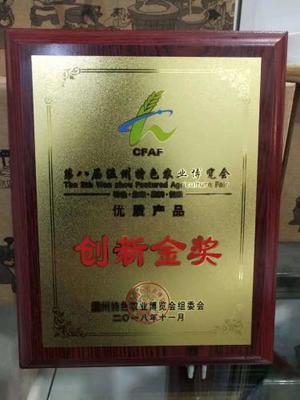 CFAF
第八届温州特色农业博览会
The 8th Wen zhou Featured Agriculture Fair
优质产品
创新金奖
温州特色农业博览会组委会
二〇一八年十一月